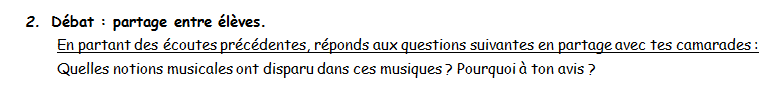 2. Débat : partage entre élèves.
En partant des écoutes précédentes, réponds aux questions suivantes en partage avec tes camarades :
Quelles notions musicales ont disparu dans ces musiques ? Pourquoi à ton avis ?